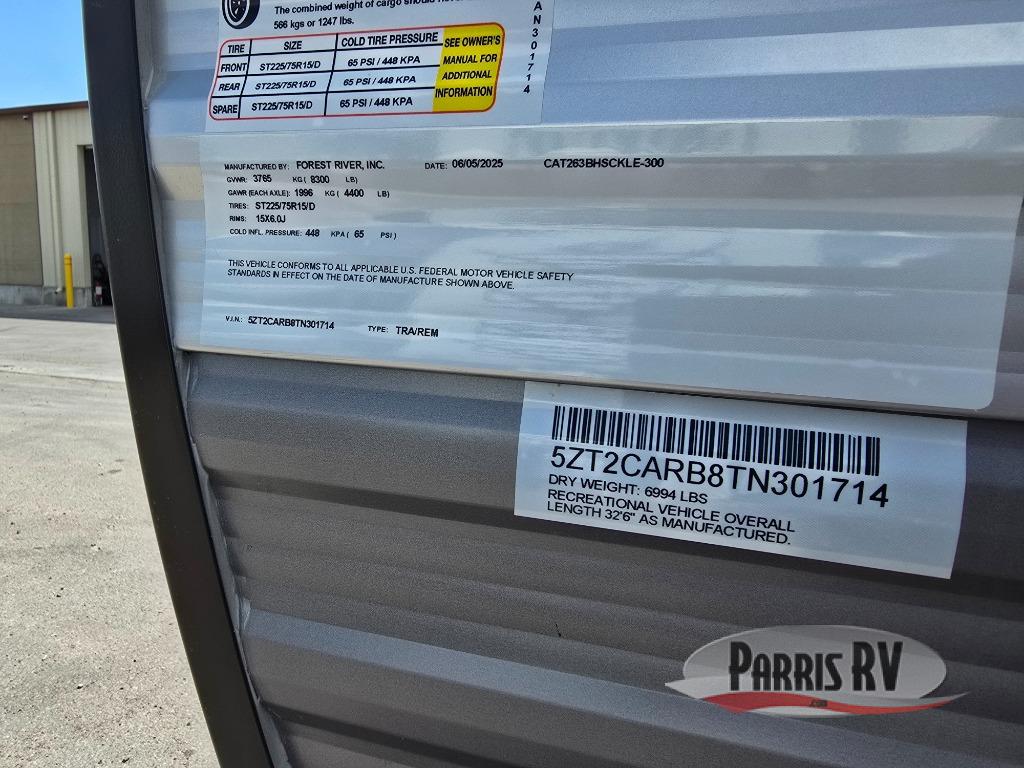 The combined weight of cargo should never
566 kgs or 1247 lbs.
TIRE SIZE COLD TIRE PRESSURE SEE OWNER'S MANUAL FOR ADDITIONAL INFORMATION
FRONT ST225/75R15/D 65 PSI / 448 KPA
REAR ST225/75R15/D 65 PSI / 448 KPA
SPARE ST225/75R15/D 65 PSI / 448 KPA
AN301714
MANUFACTURED BY: FOREST RIVER, INC. DATE: 06/05/2025 CAT263BHSCKLE-300
GVWR: 3765 KG ( 8300 LB)
GAWR (EACH AXLE): 1996 KG ( 4400 LB)
TIRES: ST225/75R15/D
RIMS: 15X6.0J
COLD INFL. PRESSURE: 448 KPA ( 65 PSI )
THIS VEHICLE CONFORMS TO ALL APPLICABLE U.S. FEDERAL MOTOR VEHICLE SAFETY
STANDARDS IN EFFECT ON THE DATE OF MANUFACTURE SHOWN ABOVE.
V.I.N.: 5ZT2CARB8TN301714 TYPE: TRA/REM
5ZT2CARB8TN301714
DRY WEIGHT: 6994 LBS
RECREATIONAL VEHICLE OVERALL
LENGTH 32'6" AS MANUFACTURED.
PARRIS RV
.com